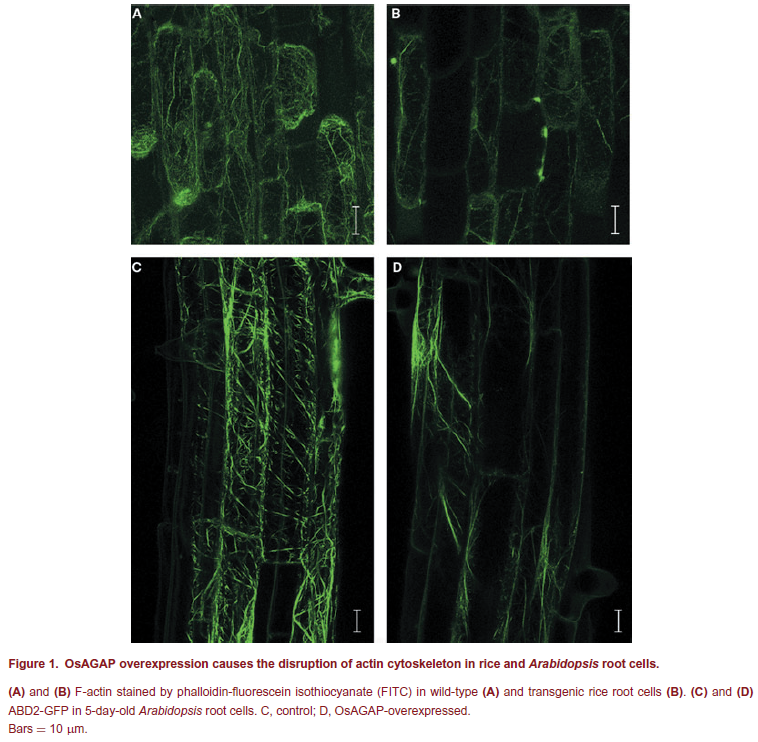 A
B
C
D
Figure 1. OsAGAP overexpression causes the disruption of actin cytoskeleton in rice and Arabidopsis root cells.
(A) and (B) F-actin stained by phalloidin-fluorescein isothiocyanate (FITC) in wild-type (A) and transgenic rice root cells (B). (C) and (D)
ABD2-GFP in 5-day-old Arabidopsis root cells. C, control; D, OsAGAP-overexpressed.
Bars = 10 μm.